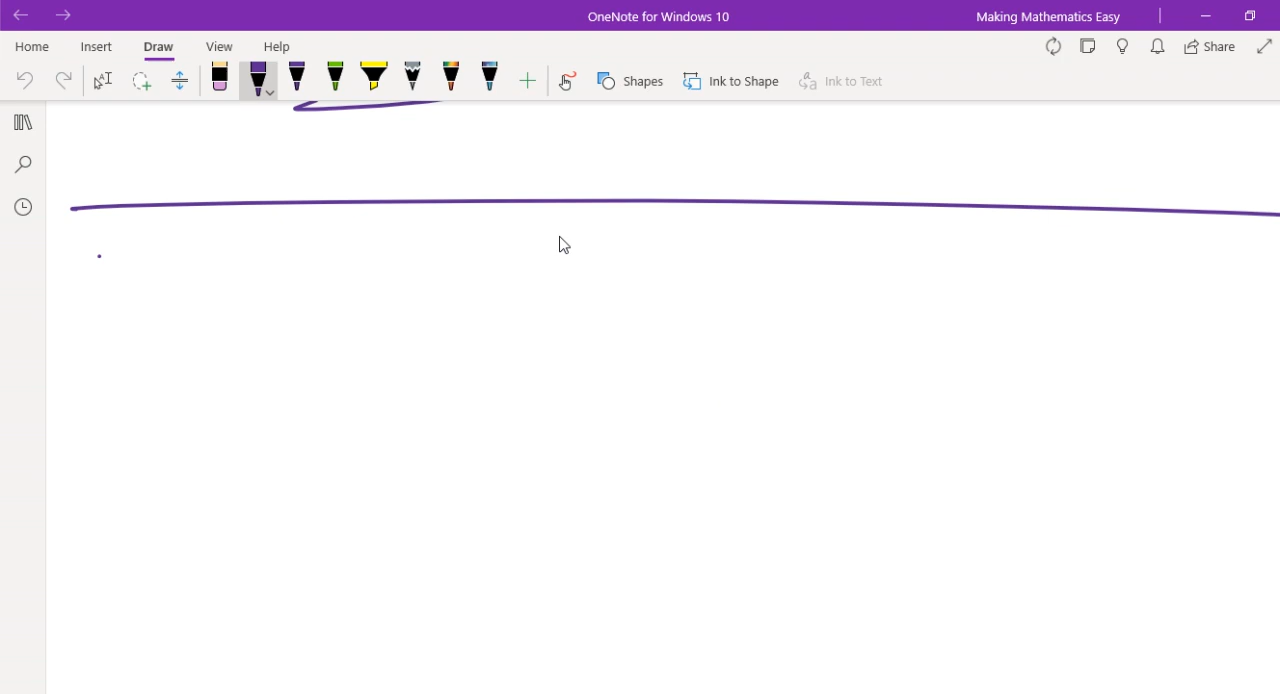 OneNote for Windows 10
Making Mathematics Easy
Home
Insert
Draw
View
Help
Share
Shapes
Ink to Shape
Ink to Text